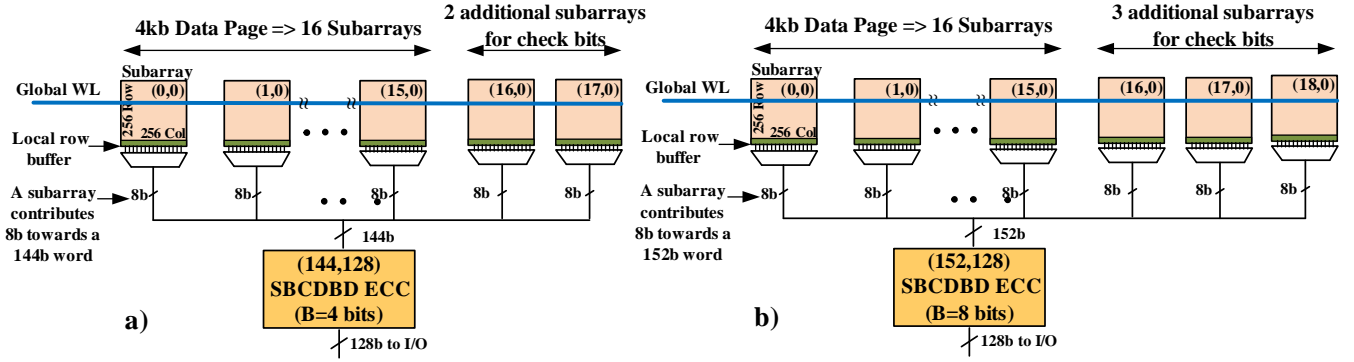 4kb Data Page => 16 Subarrays
2 additional subarrays
for check bits
Subarray
(0,0)
(1,0)
(15,0)
(16,0)
(17,0)
Global WL
256 Row
256 Col
Local row
buffer
A subarray
contributes
8b towards a
144b word
8b
8b
8b
8b
8b
144b
(144,128)
SBCDBD ECC
(B=4 bits)
128b to I/O
a)
4kb Data Page => 16 Subarrays
3 additional subarrays
for check bits
Subarray
(0,0)
(1,0)
(15,0)
(16,0)
(17,0)
(18,0)
Global WL
256 Row
256 Col
Local row
buffer
A subarray
contributes
8b towards a
152b word
8b
8b
8b
8b
8b
8b
152b
(152,128)
SBCDBD ECC
(B=8 bits)
128b to I/O
b)